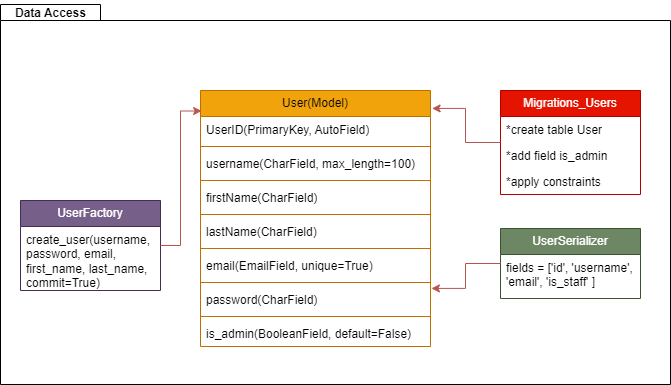 Data Access
User(Model)
UserID(PrimaryKey, AutoField)
username(CharField, max_length=100)
firstName(CharField)
lastName(CharField)
email(EmailField, unique=True)
password(CharField)
is_admin(BooleanField, default=False)
Migrations_Users
*create table User
*add field is_admin
*apply constraints
UserFactory
create_user(username,
password, email,
first_name, last_name,
commit=True)
UserSerializer
fields = ['id', 'username',
'email', 'is_staff' ]